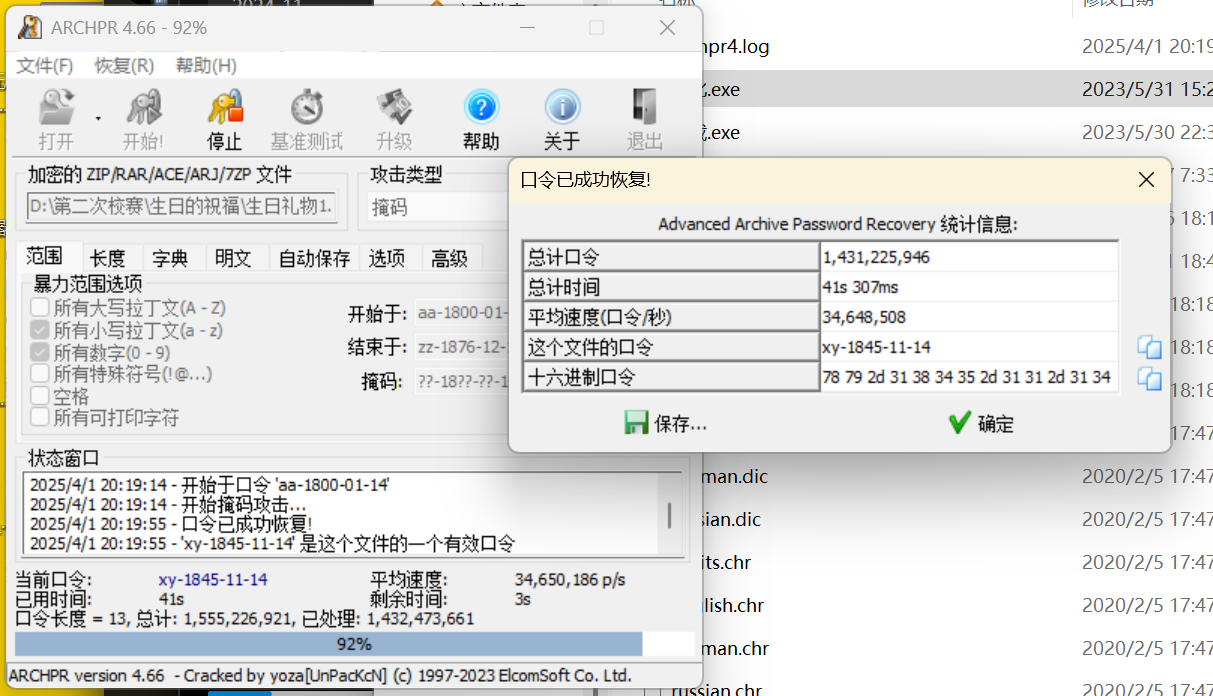 ARCHPR 4.66 - 92%
文件(F) 恢复(R) 帮助(H)
打开 开始! 停止 基准测试 升级 帮助 关于 退出
加密的 ZIP/RAR/ACE/ARJ/7ZP 文件
D:\第二次校赛\生日的祝福\生日礼物1.
攻击类型
掩码
范围 长度 字典 明文 自动保存 选项 高级
暴力范围选项
所有大写拉丁文(A - Z)
所有小写拉丁文(a - z)
所有数字(0 - 9)
所有特殊符号(!@...)
空格
所有可打印字符
开始于: aa-1800-01-
结束于: zz-1876-12-
掩码: ??-18??-??-1
状态窗口
2025/4/1 20:19:14 - 开始于口令 'aa-1800-01-14'
2025/4/1 20:19:14 - 开始掩码攻击...
2025/4/1 20:19:55 - 口令已成功恢复!
2025/4/1 20:19:55 - 'xy-1845-11-14' 是这个文件的一个有效口令
当前口令: xy-1845-11-14 平均速度: 34,650,186 p/s
已用时间: 41s 剩余时间: 3s
口令长度 = 13, 总计: 1,555,226,921, 已处理: 1,432,473,661
92%
ARCHPR version 4.66 - Cracked by yoza[UnPacKcN] (c) 1997-2023 ElcomSoft Co. Ltd.
口令已成功恢复!
Advanced Archive Password Recovery 统计信息:
总计口令 1,431,225,946
总计时间 41s 307ms
平均速度(口令/秒) 34,648,508
这个文件的口令 xy-1845-11-14
十六进制口令 78 79 2d 31 38 34 35 2d 31 31 2d 31 34
保存... 确定
修改日期
hpr4.log 2025/4/1 20:19
.exe 2023/5/31 15:2
.exe 2023/5/30 22:3
7:33
18:1
18:4
18:18
18:18
18:18
17:47
man.dic 2020/2/5 17:47
sian.dic 2020/2/5 17:47
its.chr 2020/2/5 17:47
lish.chr 2020/2/5 17:47
man.chr 2020/2/5 17:47
russian.chr 2020/2/5 17:47